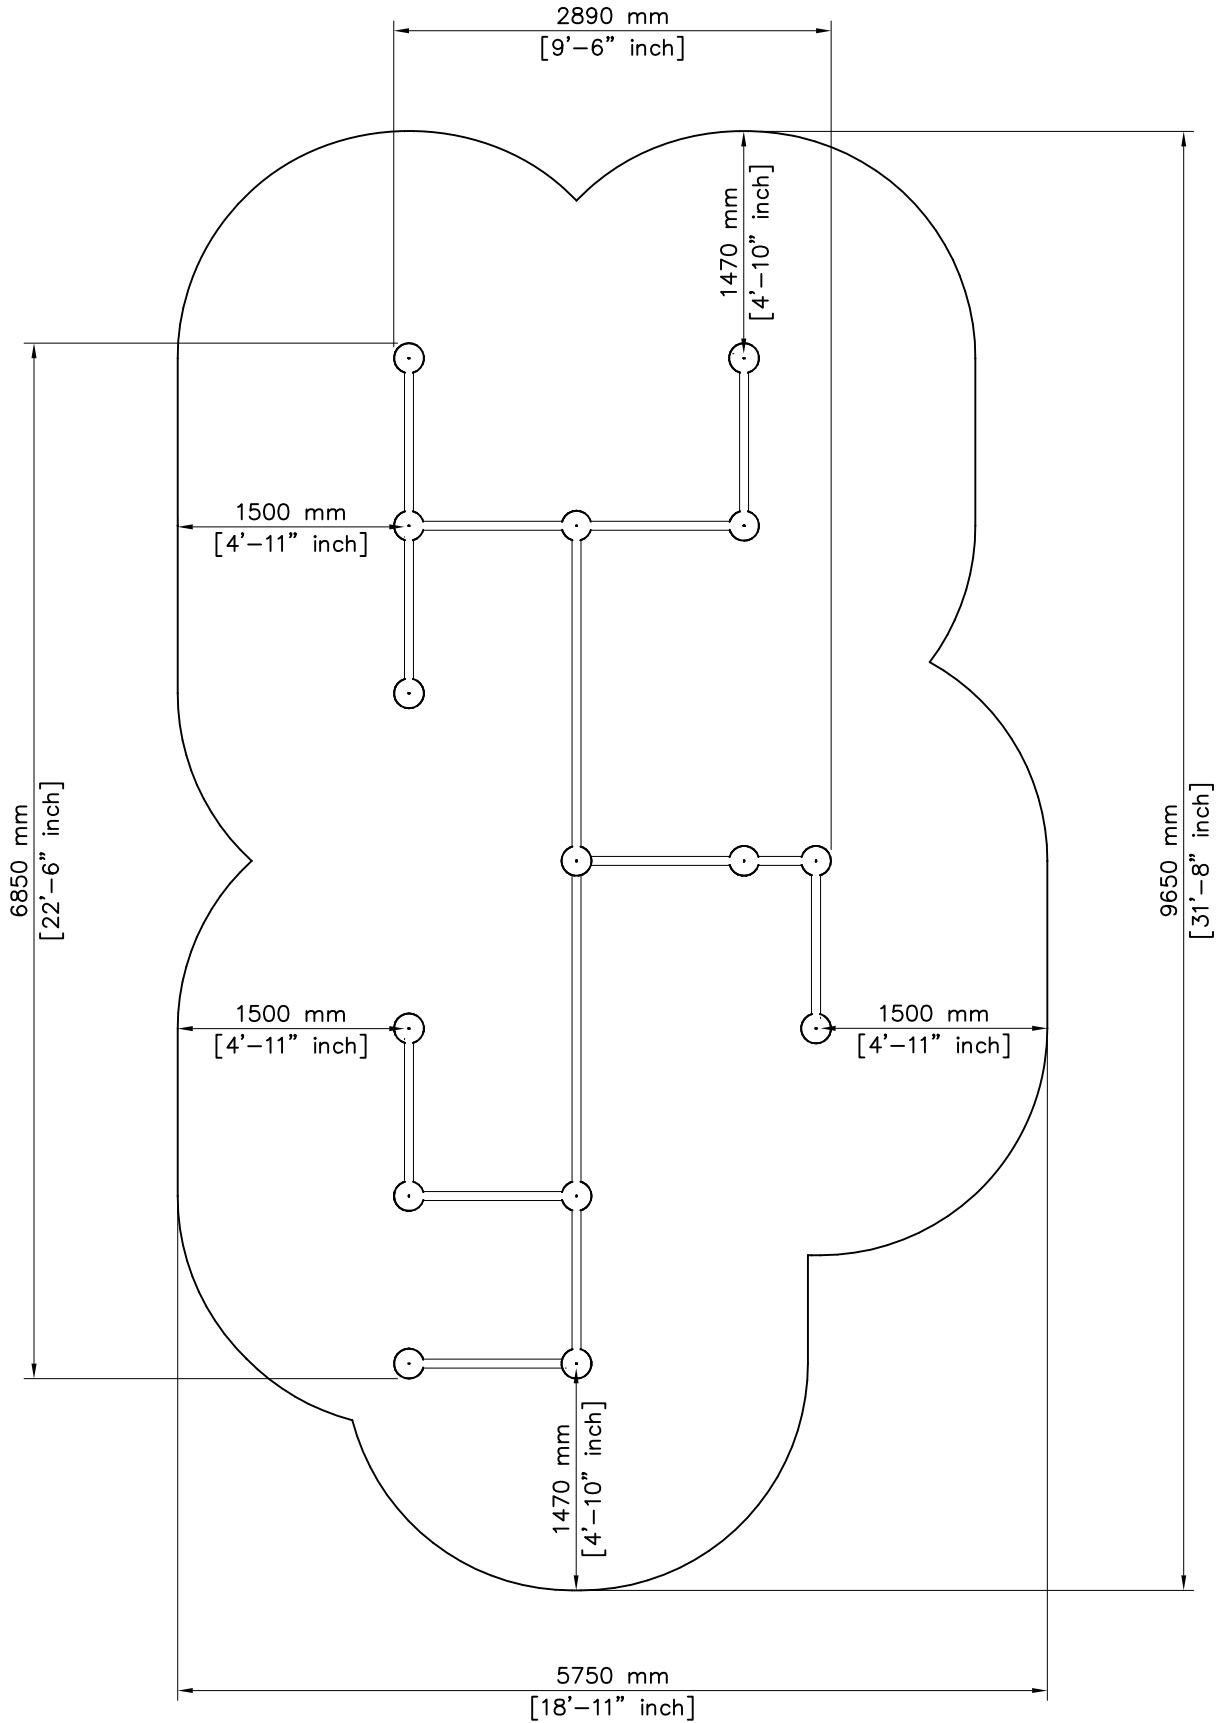 2890 mm
[9'–6" inch]
1470 mm
[4'–10" inch]
1500 mm
[4'–11" inch]
6850 mm
[22'–6" inch]
9650 mm
[31'–8" inch]
1500 mm
[4'–11" inch]
1500 mm
[4'–11" inch]
1470 mm
[4'–10" inch]
5750 mm
[18'–11" inch]